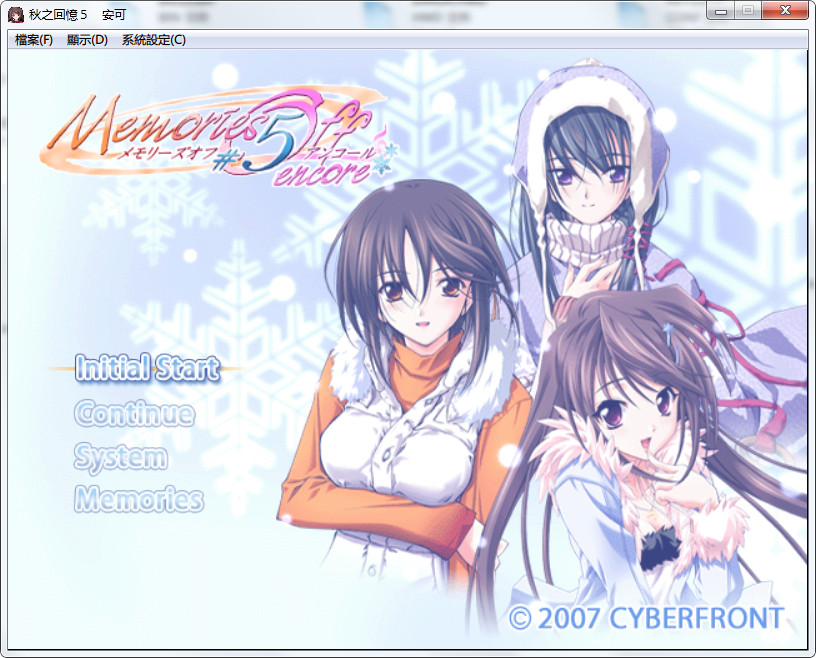 秋之回憶5 安可
檔案(F) 顯示(D) 系統設定(C)
Memories Off
#5
メモリーズオフ アンコール
encore
Initial Start
Continue
System
Memories
© 2007 CYBERFRONT